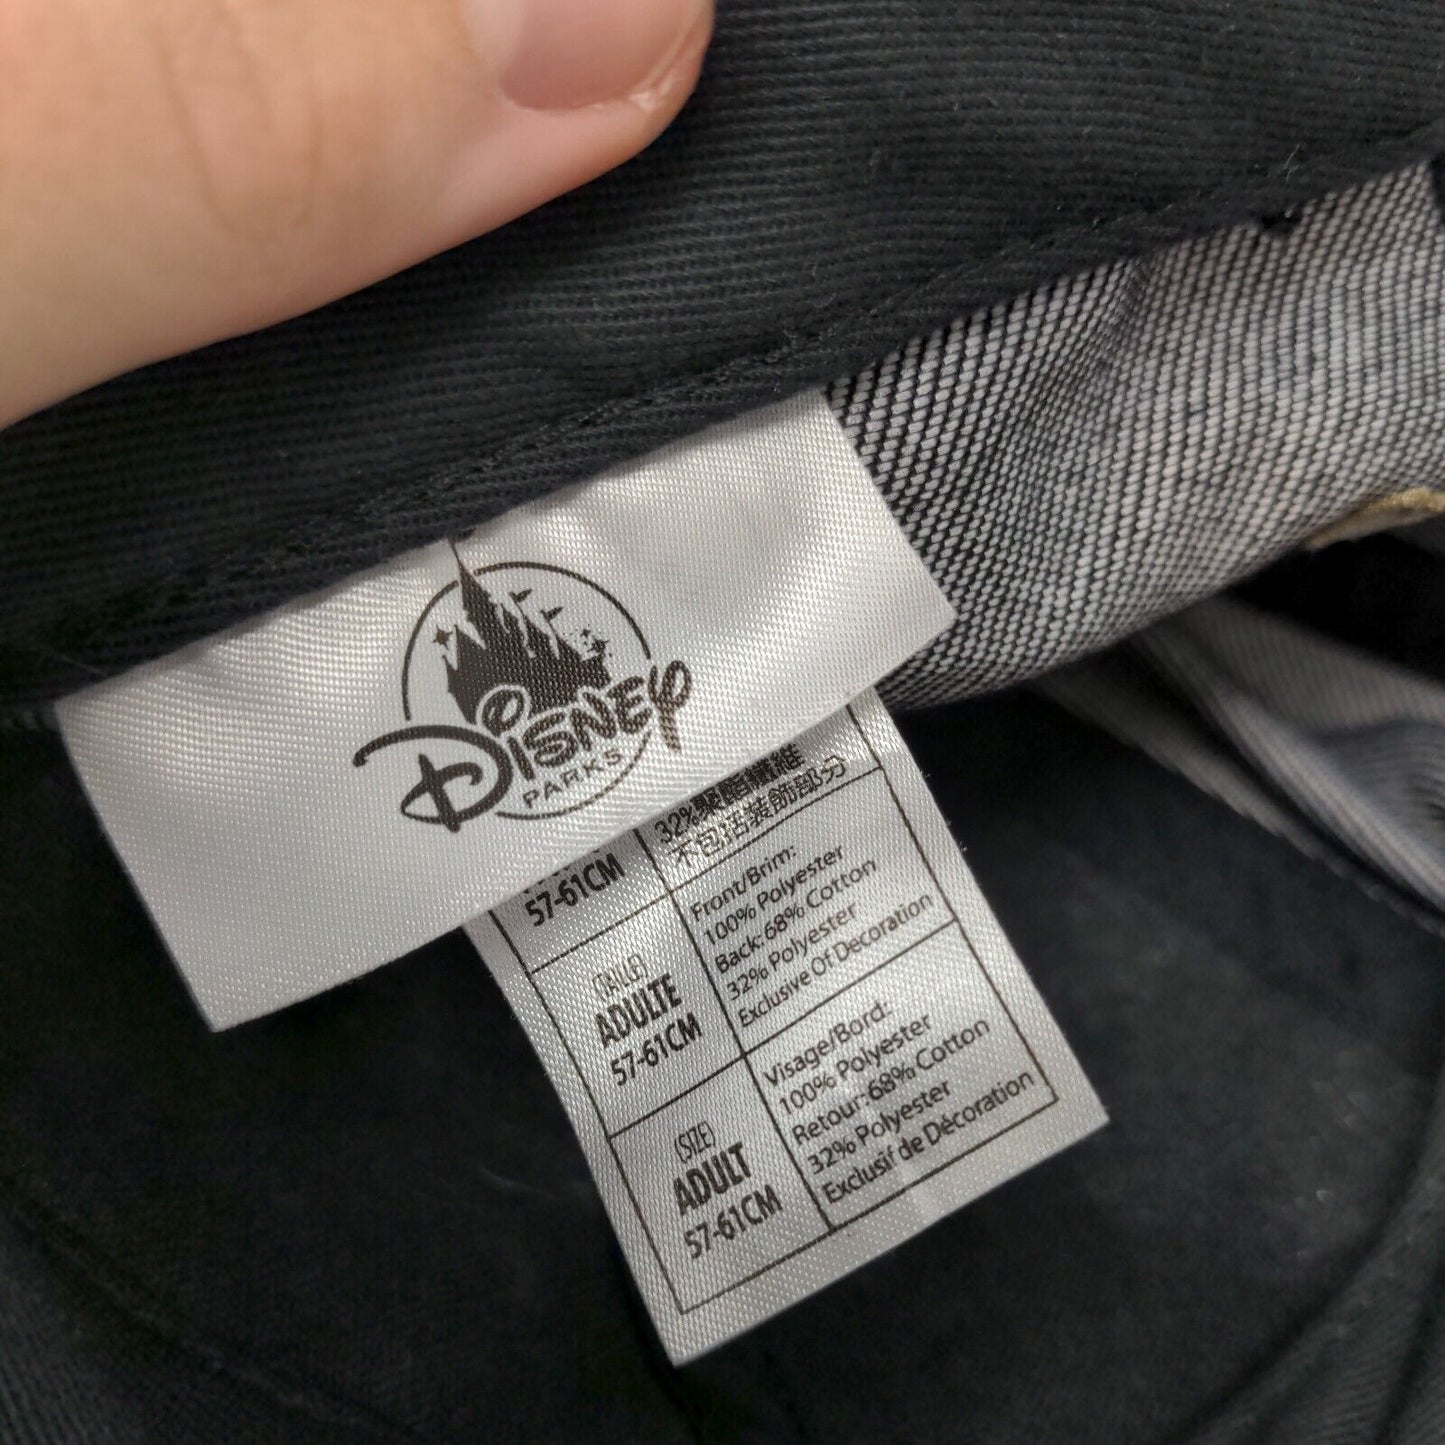 Disney
PARKS
32%聚酯纖維
不包括裝飾部分
57-61CM
Front/Brim:
100% Polyester
Back:68% Cotton
32% Polyester
Exclusive Of Decoration
(TAILLE)
ADULTE
57-61CM
Visage/Bord:
100% Polyester
Retour:68% Cotton
32% Polyester
Exclusif de Décoration
(SIZE)
ADULT
57-61CM